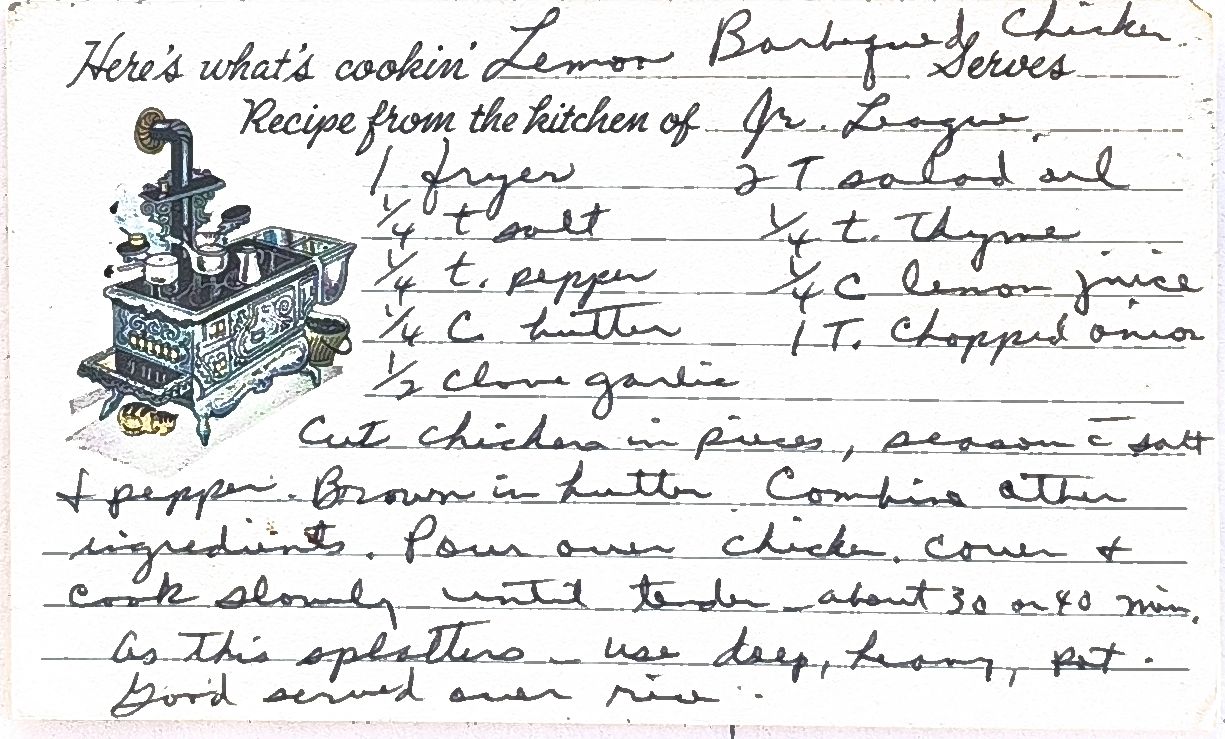 Here's what's cookin' Lemon Barbequed Chicken Serves
Recipe from the kitchen of Jr. League
1 fryer 2 T salad oil
1/4 t salt 1/4 t. Thyme
1/4 t. pepper 1/4 C lemon juice
1/4 C. butter 1 T. Chopped onion
1/2 clove garlic
Cut chicken in pieces, season c̄ salt
& pepper. Brown in butter Combine other
ingredients. Pour over chicken. cover &
cook slowly until tender - about 30 or 40 min.
As this splatters - use deep, heavy, pot.
Good served over rice..